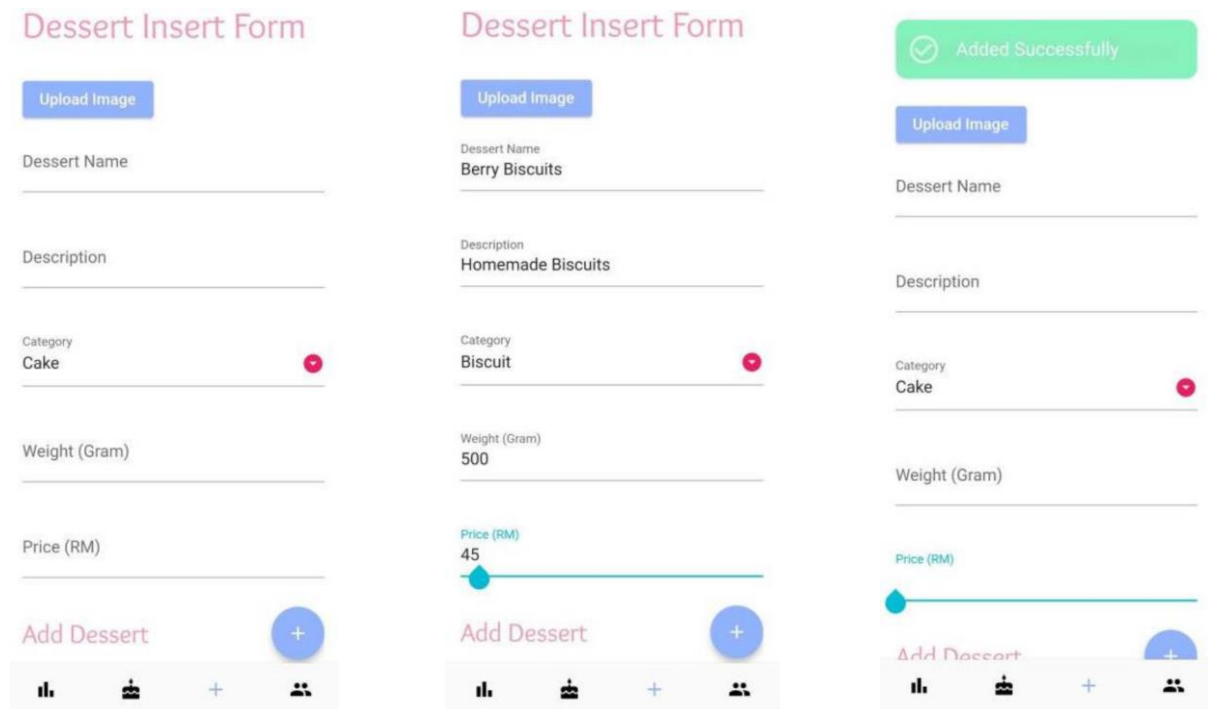 Dessert Insert Form
Upload Image
Dessert Name
Description
Category
Cake
Weight (Gram)
Price (RM)
Add Dessert
+
+
Dessert Insert Form
Upload Image
Dessert Name
Berry Biscuits
Description
Homemade Biscuits
Category
Biscuit
Weight (Gram)
500
Price (RM)
45
Add Dessert
+
+
Added Successfully
Upload Image
Dessert Name
Description
Category
Cake
Weight (Gram)
Price (RM)
Add Dessert
+
+